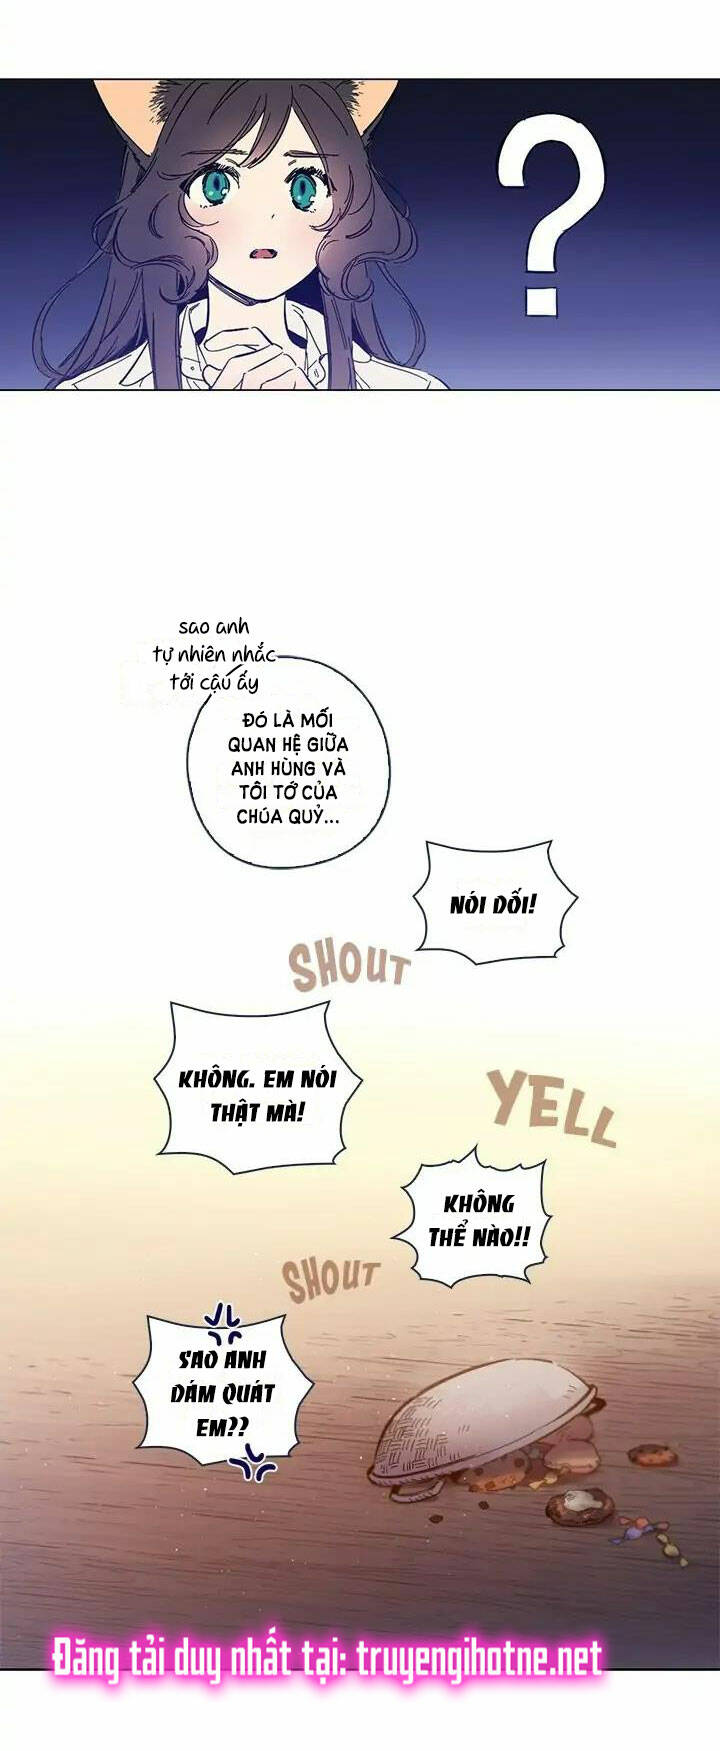 ?
sao anh
tự nhiên nhắc
tới cậu ấy
ĐÓ LÀ MỐI
QUAN HỆ GIỮA
ANH HÙNG VÀ
TÔI TỚ CỦA
CHÚA QUỶ...
NÓI DỐI!
SHOUT
KHÔNG. EM NÓI
THẬT MÀ!
YELL
KHÔNG
THỂ NÀO!!
SHOUT
SAO ANH
DÁM QUÁT
EM??
Đăng tải duy nhất tại: truyengihotne.net